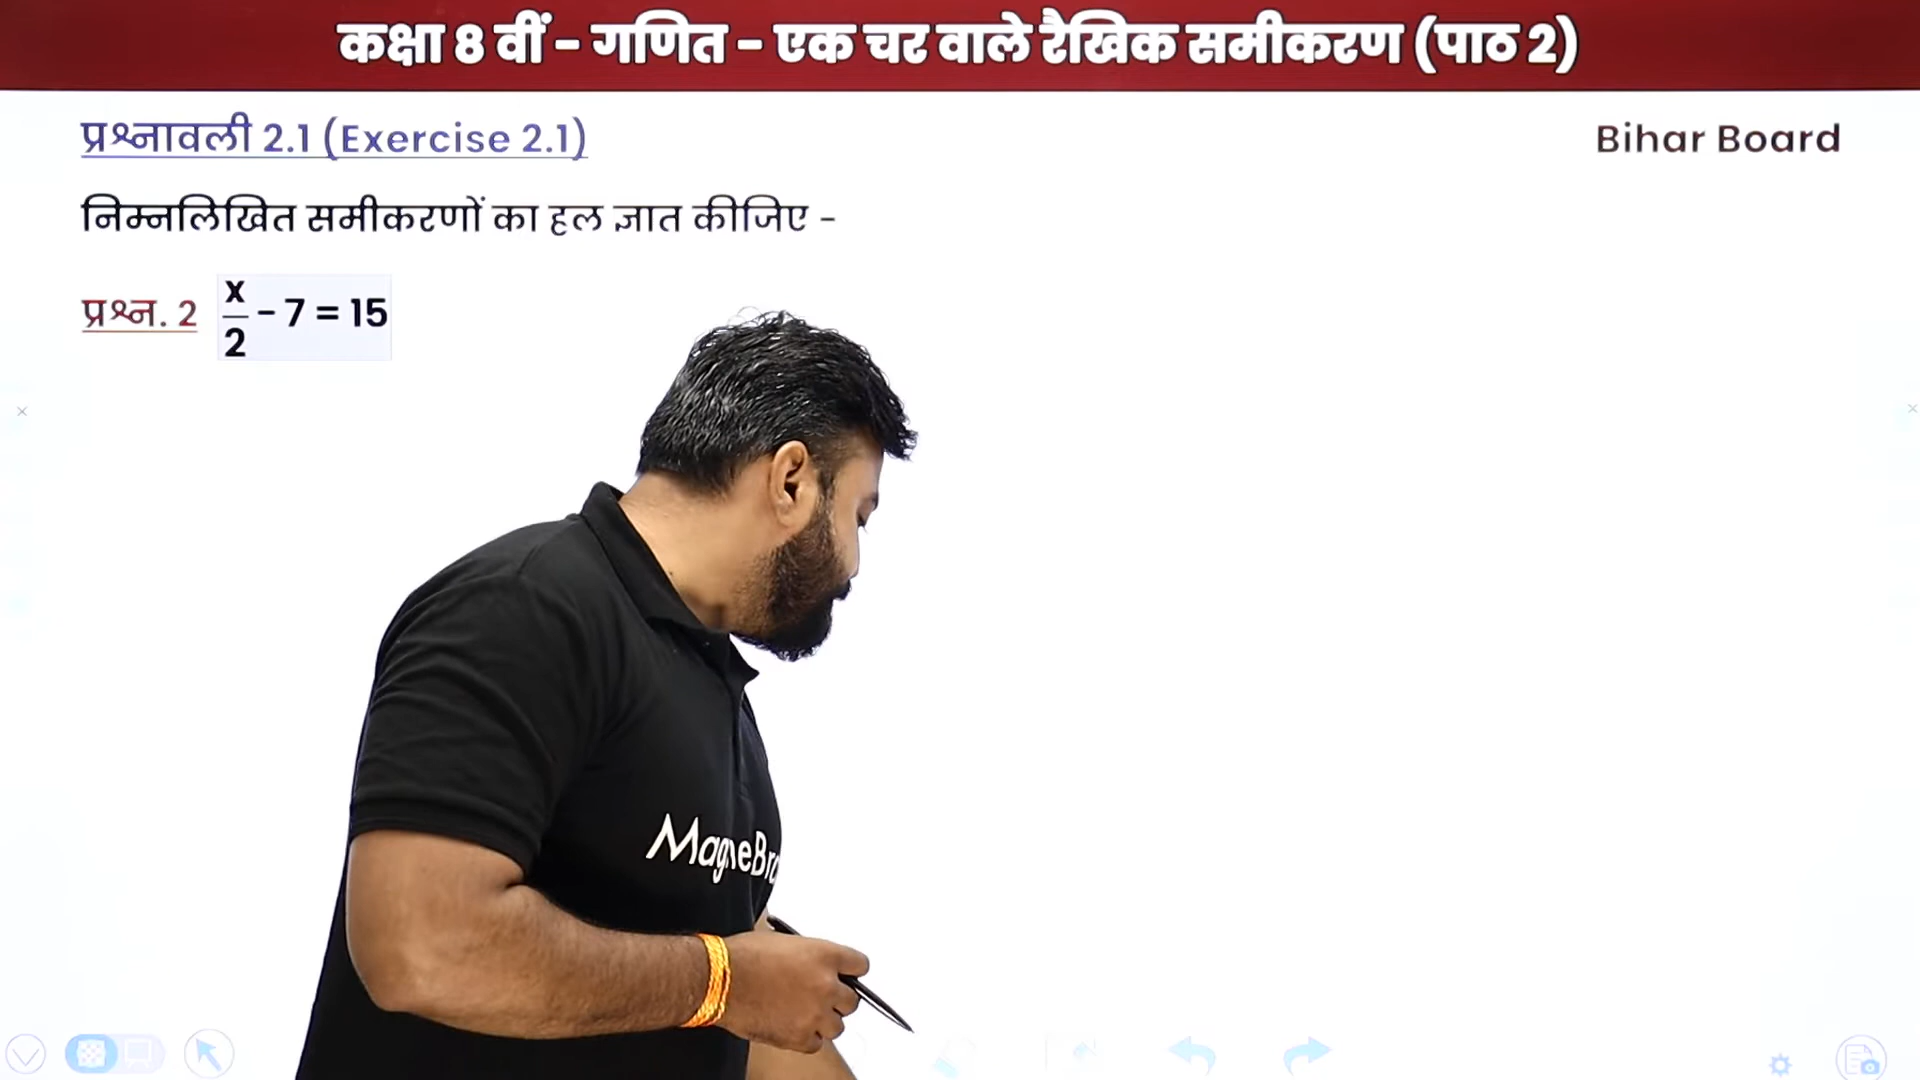 कक्षा 8 वीं - गणित - एक चर वाले रैखिक समीकरण (पाठ 2)
प्रश्नावली 2.1 (Exercise 2.1)
Bihar Board
निम्नलिखित समीकरणों का हल ज्ञात कीजिए -
प्रश्न. 2 x/2 - 7 = 15
MagneBra